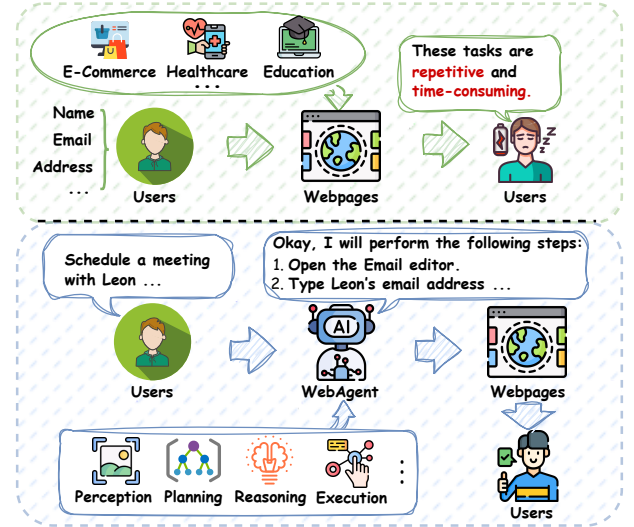 E-Commerce
Healthcare
Education
...
These tasks are
repetitive and
time-consuming.
Name
Email
Address
...
Users
Webpages
Users
z
z
z
Schedule a meeting
with Leon ...
Okay, I will perform the following steps:
1. Open the Email editor.
2. Type Leon's email address ...
AI
Users
WebAgent
Webpages
Perception
Planning
Reasoning
Execution
Users